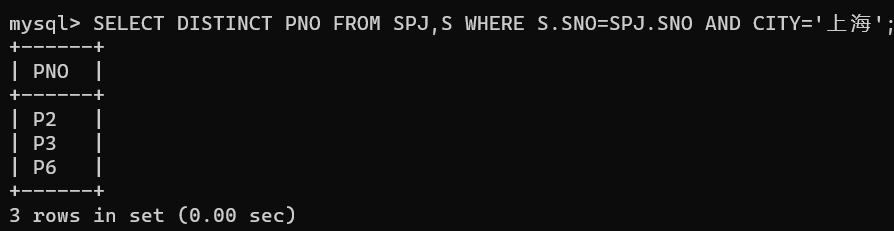 mysql> SELECT DISTINCT PNO FROM SPJ,S WHERE S.SNO=SPJ.SNO AND CITY='上海';
+------+
| PNO  |
+------+
| P2   |
| P3   |
| P6   |
+------+
3 rows in set (0.00 sec)